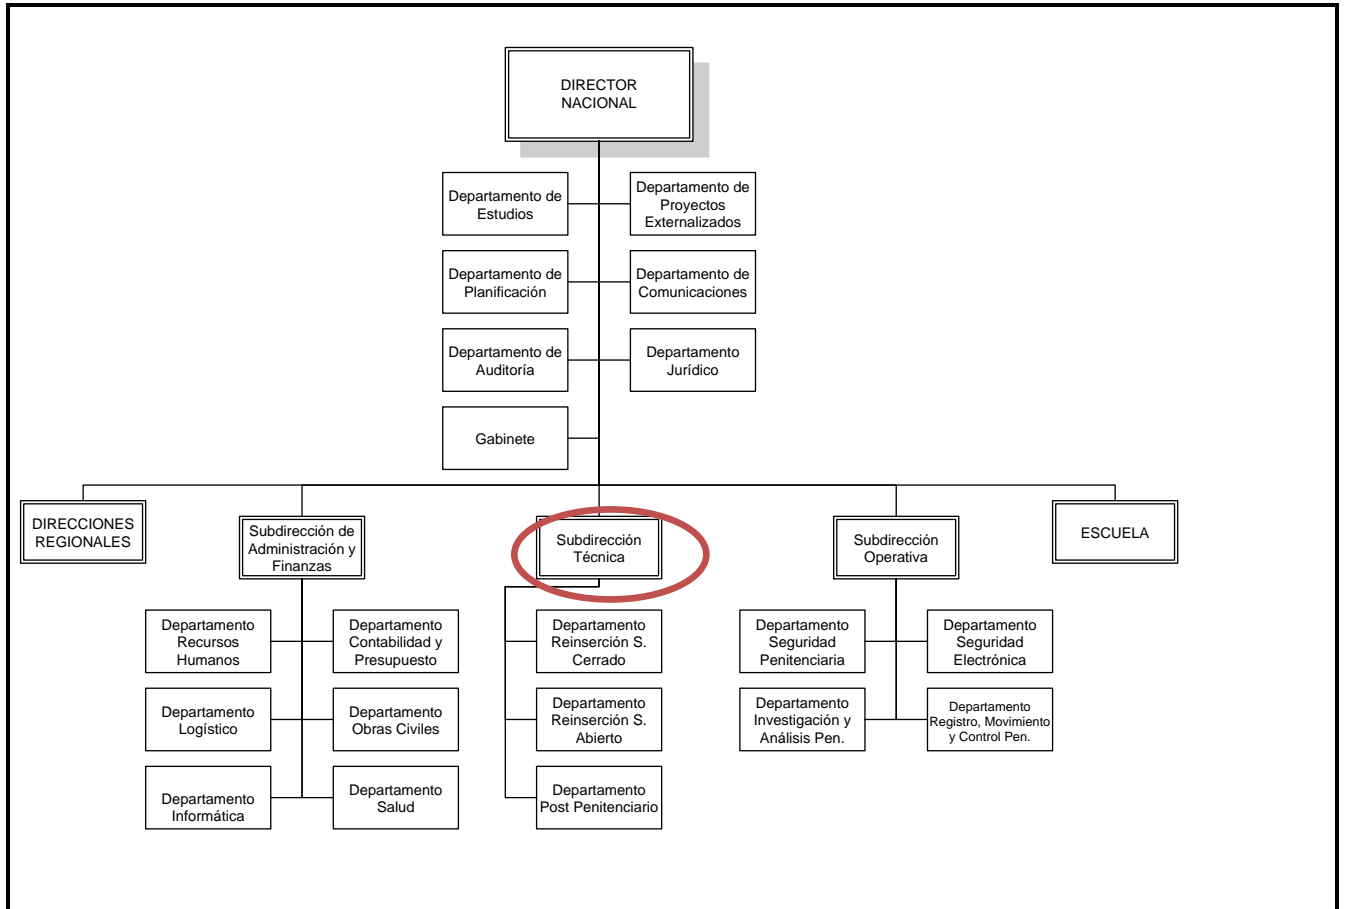 DIRECTOR
NACIONAL
Departamento de
Estudios
Departamento de
Proyectos
Externalizados
Departamento de
Planificación
Departamento de
Comunicaciones
Departamento de
Auditoría
Departamento
Jurídico
Gabinete
DIRECCIONES
REGIONALES
Subdirección de
Administración y
Finanzas
Subdirección
Técnica
Subdirección
Operativa
ESCUELA
Departamento
Recursos
Humanos
Departamento
Contabilidad y
Presupuesto
Departamento
Reinserción S.
Cerrado
Departamento
Seguridad
Penitenciaria
Departamento
Seguridad
Electrónica
Departamento
Logístico
Departamento
Obras Civiles
Departamento
Reinserción S.
Abierto
Departamento
Investigación y
Análisis Pen.
Departamento
Registro, Movimiento
y Control Pen.
Departamento
Informática
Departamento
Salud
Departamento
Post Penitenciario